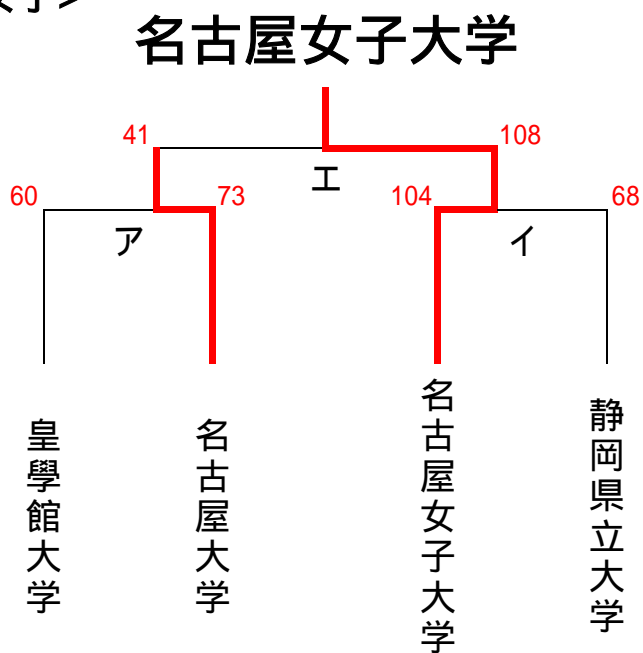 子>
名古屋女子大学
41
108
エ
60
73
104
68
ア
イ
皇學館大学
名古屋大学
名古屋女子大学
静岡県立大学